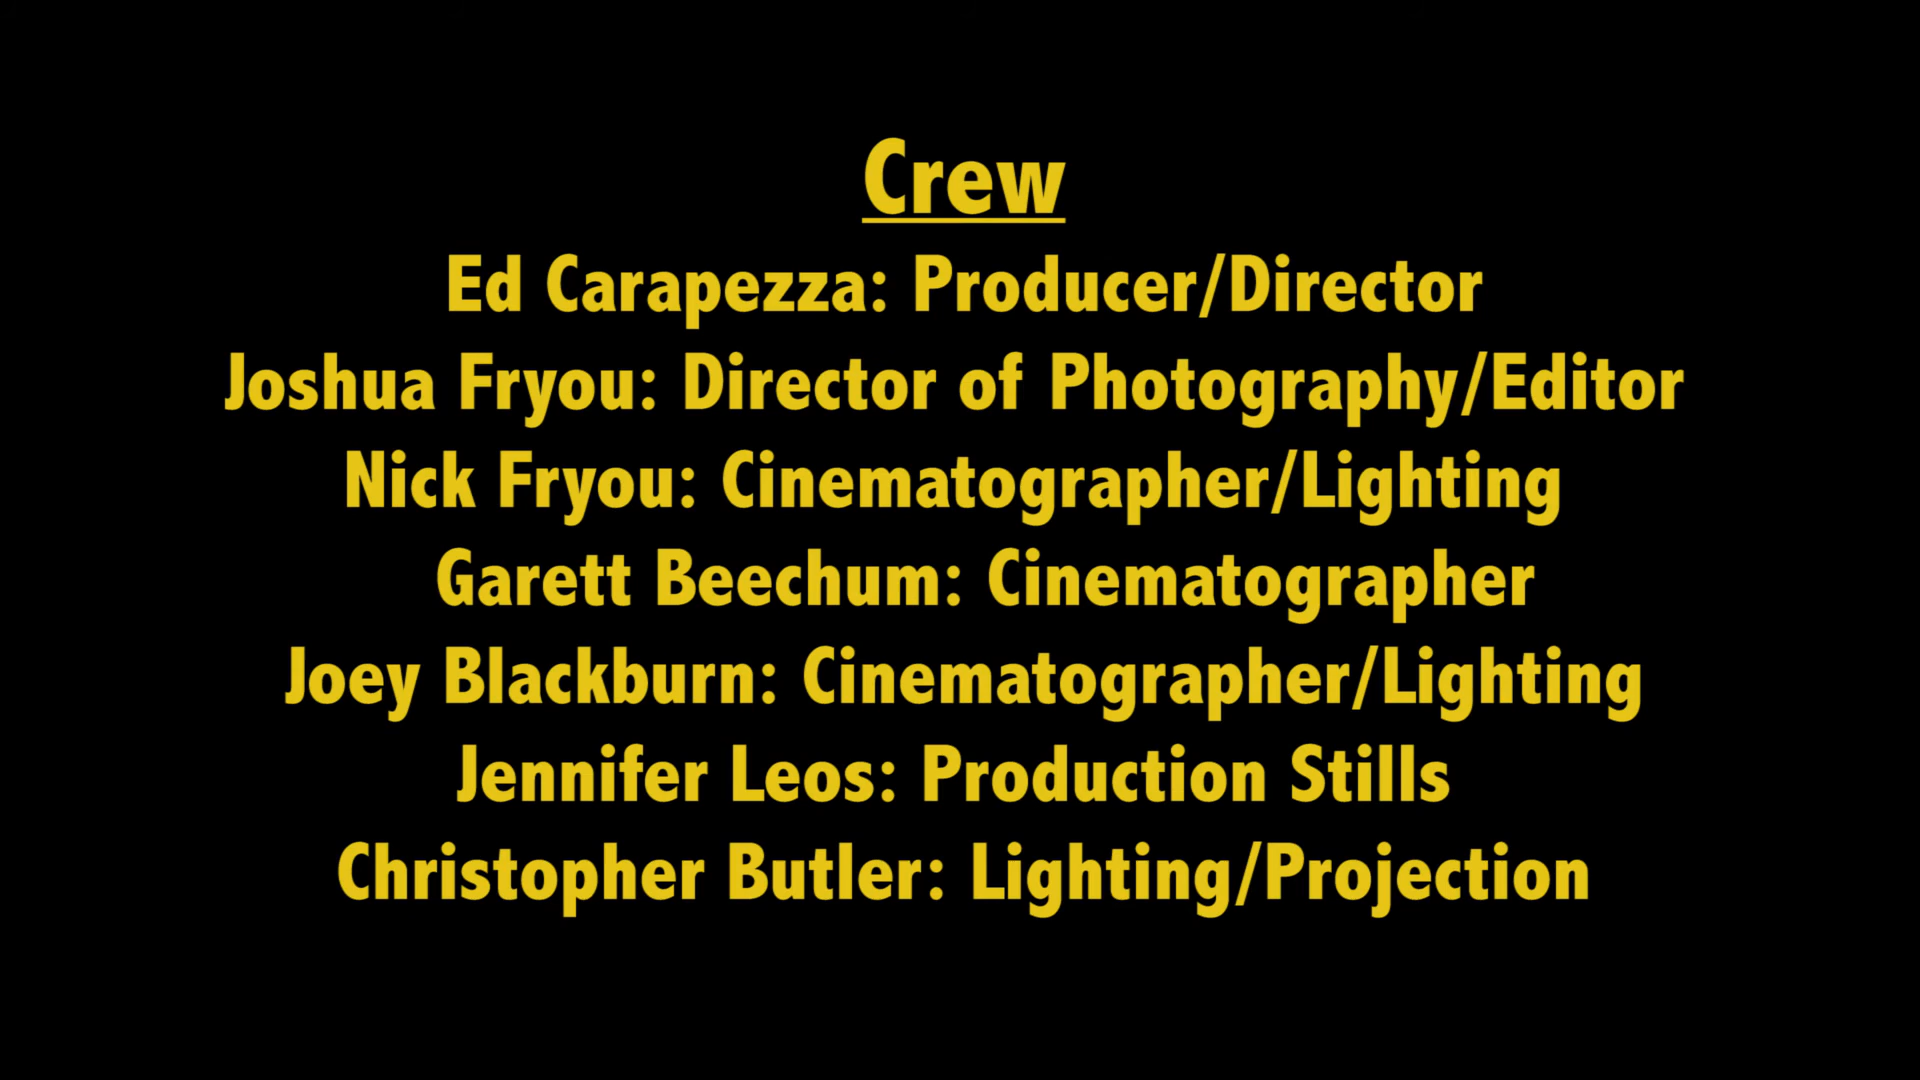 Crew
Ed Carapezza: Producer/Director
Joshua Fryou: Director of Photography/Editor
Nick Fryou: Cinematographer/Lighting
Garett Beechum: Cinematographer
Joey Blackburn: Cinematographer/Lighting
Jennifer Leos: Production Stills
Christopher Butler: Lighting/Projection